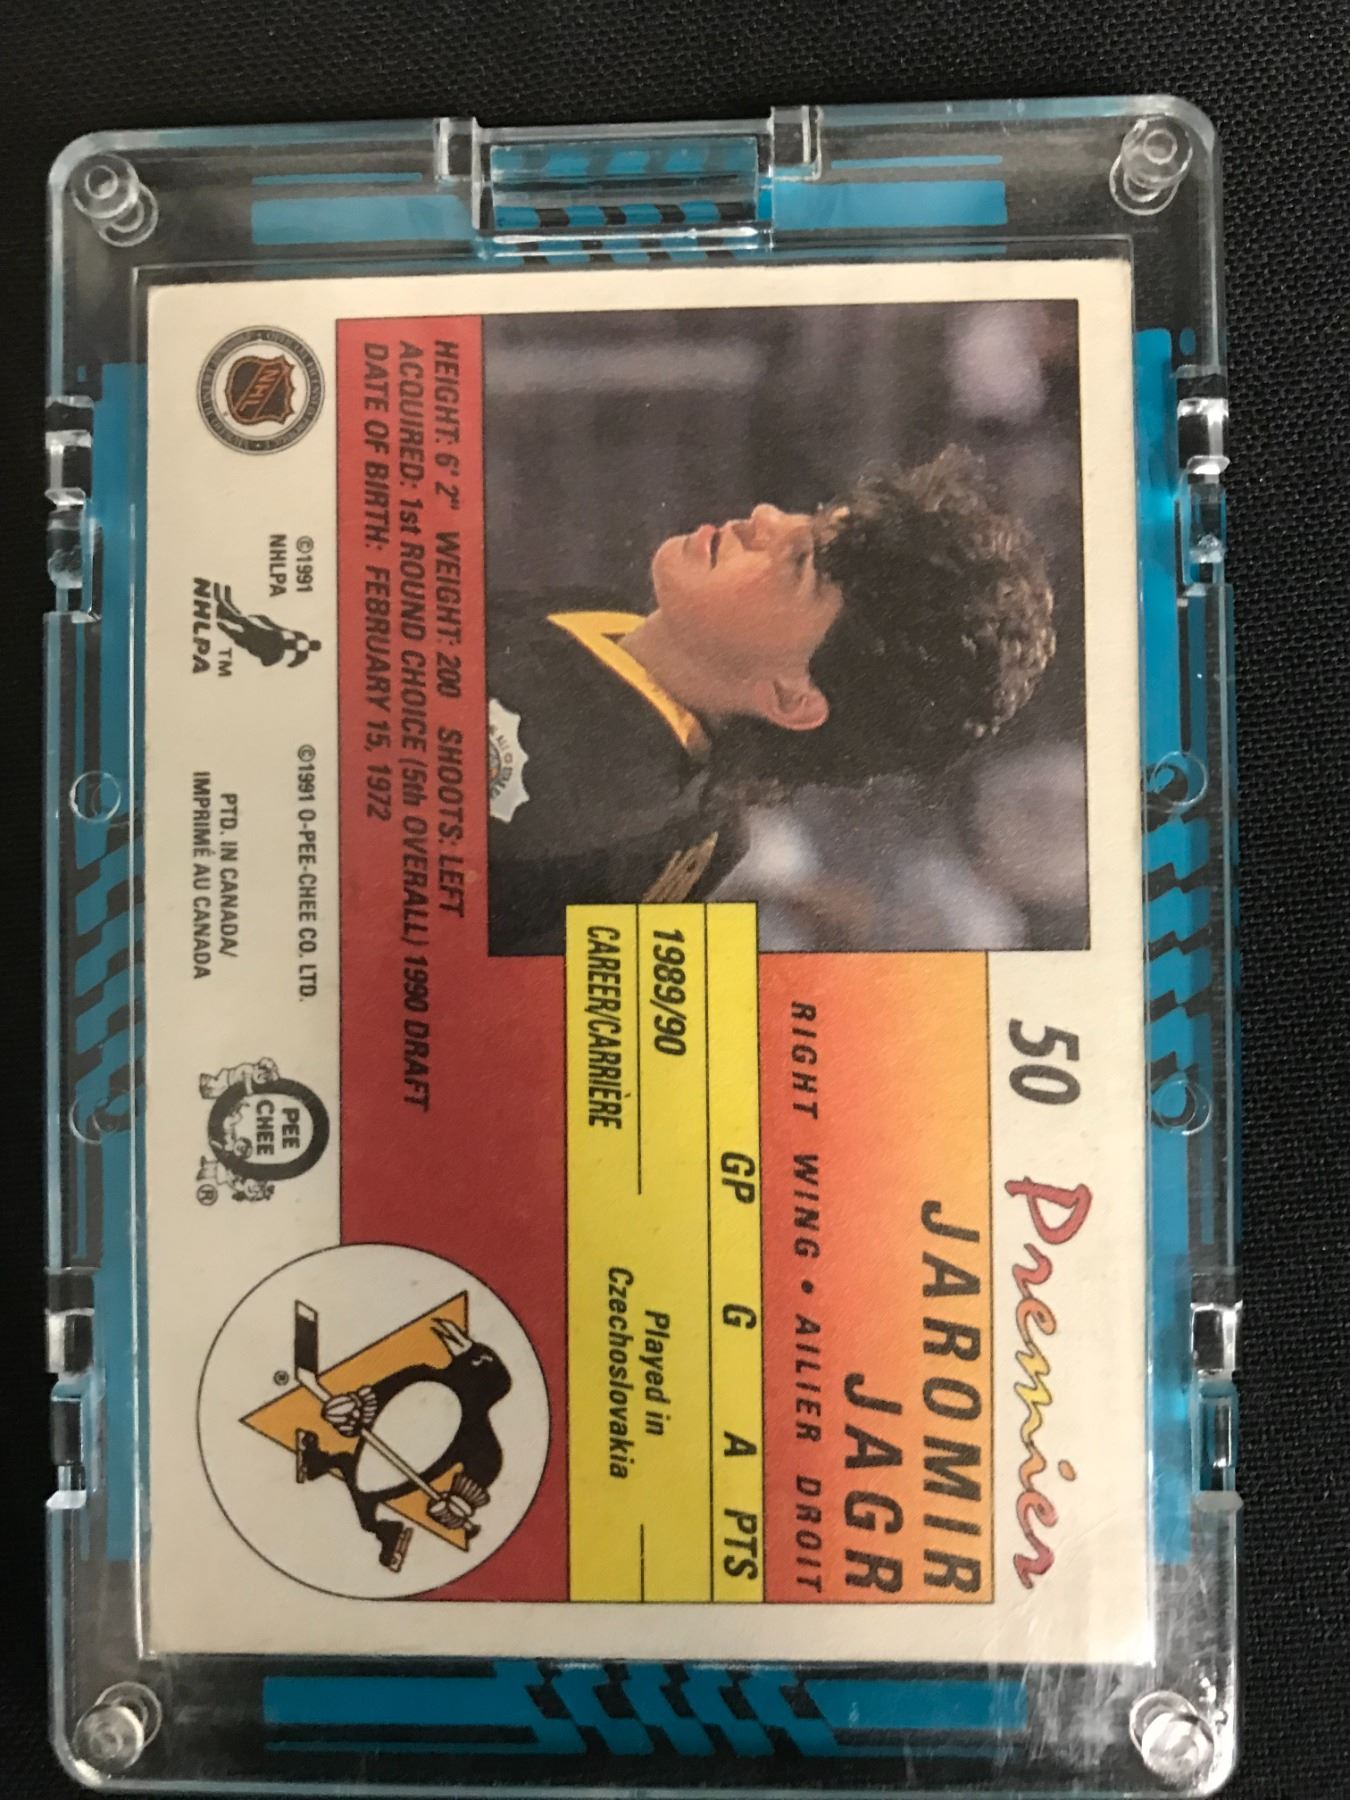 50 Premier
JAROMIR
JAGR
RIGHT WING • AILIER DROIT
GP G A PTS
1989/90
CAREER/CARRIÈRE
Played in
Czechoslovakia
HEIGHT: 6' 2" WEIGHT: 200 SHOOTS: LEFT
ACQUIRED: 1st ROUND CHOICE (5th OVERALL) 1990 DRAFT
DATE OF BIRTH: FEBRUARY 15, 1972
NHL
©1991
NHLPA
TM
NHLPA
©1991 O-PEE-CHEE CO. LTD.
PTD. IN CANADA/
IMPRIMÉ AU CANADA
O
PEE
CHEE
®
®